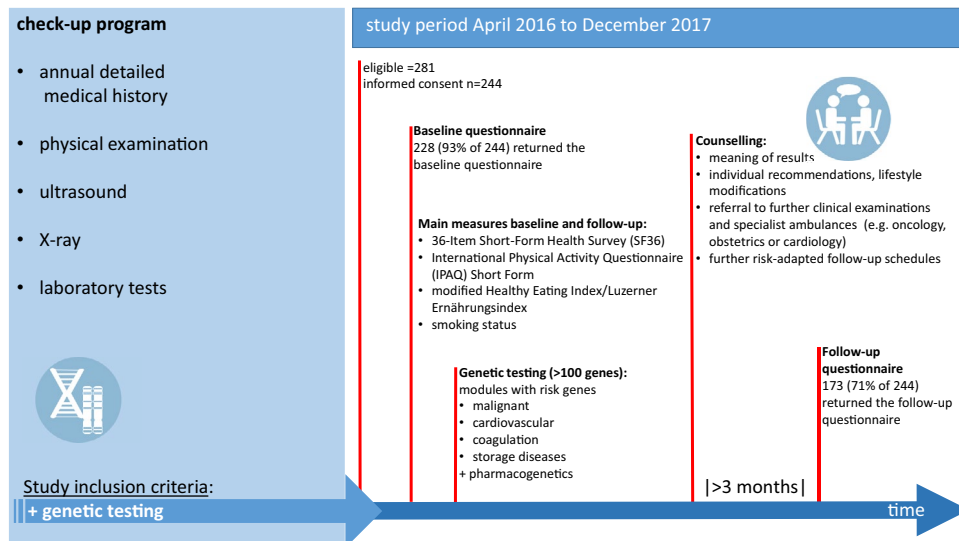 check-up program
• annual detailed
medical history
• physical examination
• ultrasound
• X-ray
• laboratory tests
Study inclusion criteria:
+ genetic testing
study period April 2016 to December 2017
eligible =281
informed consent n=244
Baseline questionnaire
228 (93% of 244) returned the
baseline questionnaire
Main measures baseline and follow-up:
• 36-Item Short-Form Health Survey (SF36)
• International Physical Activity Questionnaire
(IPAQ) Short Form
• modified Healthy Eating Index/Luzerner
Ernährungsindex
• smoking status
Genetic testing (>100 genes):
modules with risk genes
• malignant
• cardiovascular
• coagulation
• storage diseases
+ pharmacogenetics
Counselling:
• meaning of results
• individual recommendations, lifestyle
modifications
• referral to further clinical examinations
and specialist ambulances (e.g. oncology,
obstetrics or cardiology)
• further risk-adapted follow-up schedules
Follow-up
questionnaire
173 (71% of 244)
returned the follow-up
questionnaire
|>3 months|
time